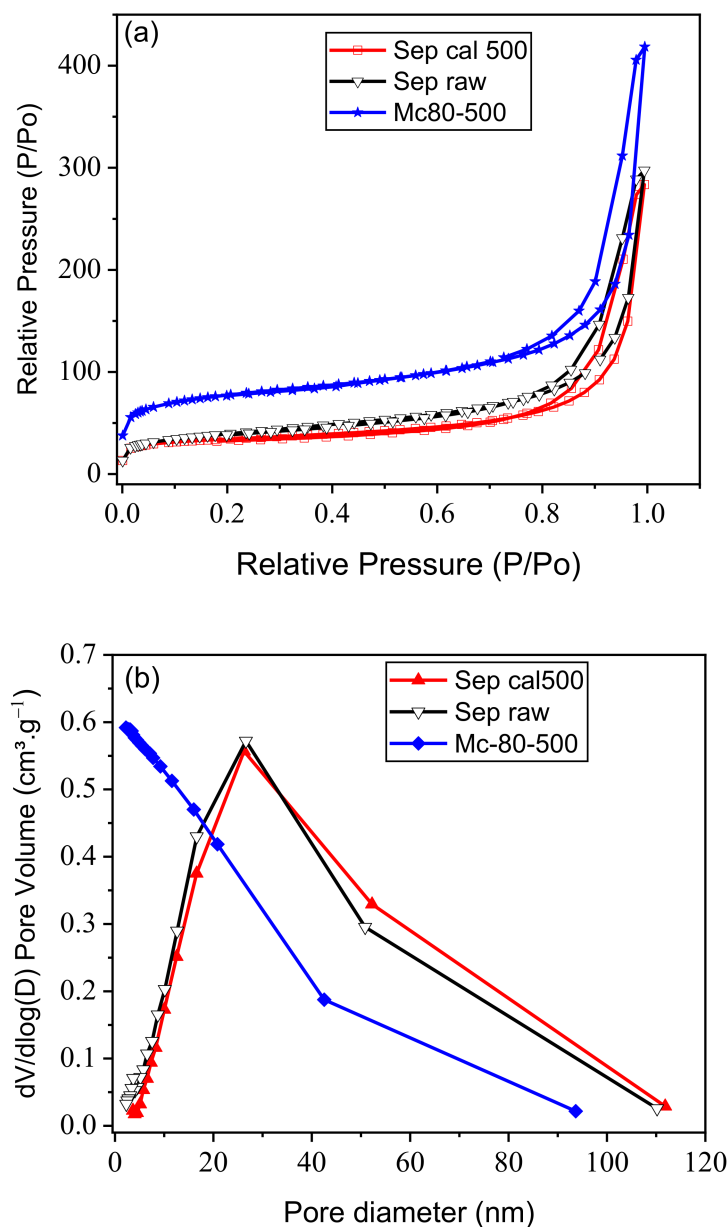 (a)
Sep cal 500
Sep raw
Mc80-500
Relative Pressure (P/Po)
400
300
200
100
0
0.0 0.2 0.4 0.6 0.8 1.0
Relative Pressure (P/Po)
(b)
Sep cal500
Sep raw
Mc-80-500
dV/dlog(D) Pore Volume (cm³.g⁻¹)
0.7
0.6
0.5
0.4
0.3
0.2
0.1
0.0
0 20 40 60 80 100 120
Pore diameter (nm)